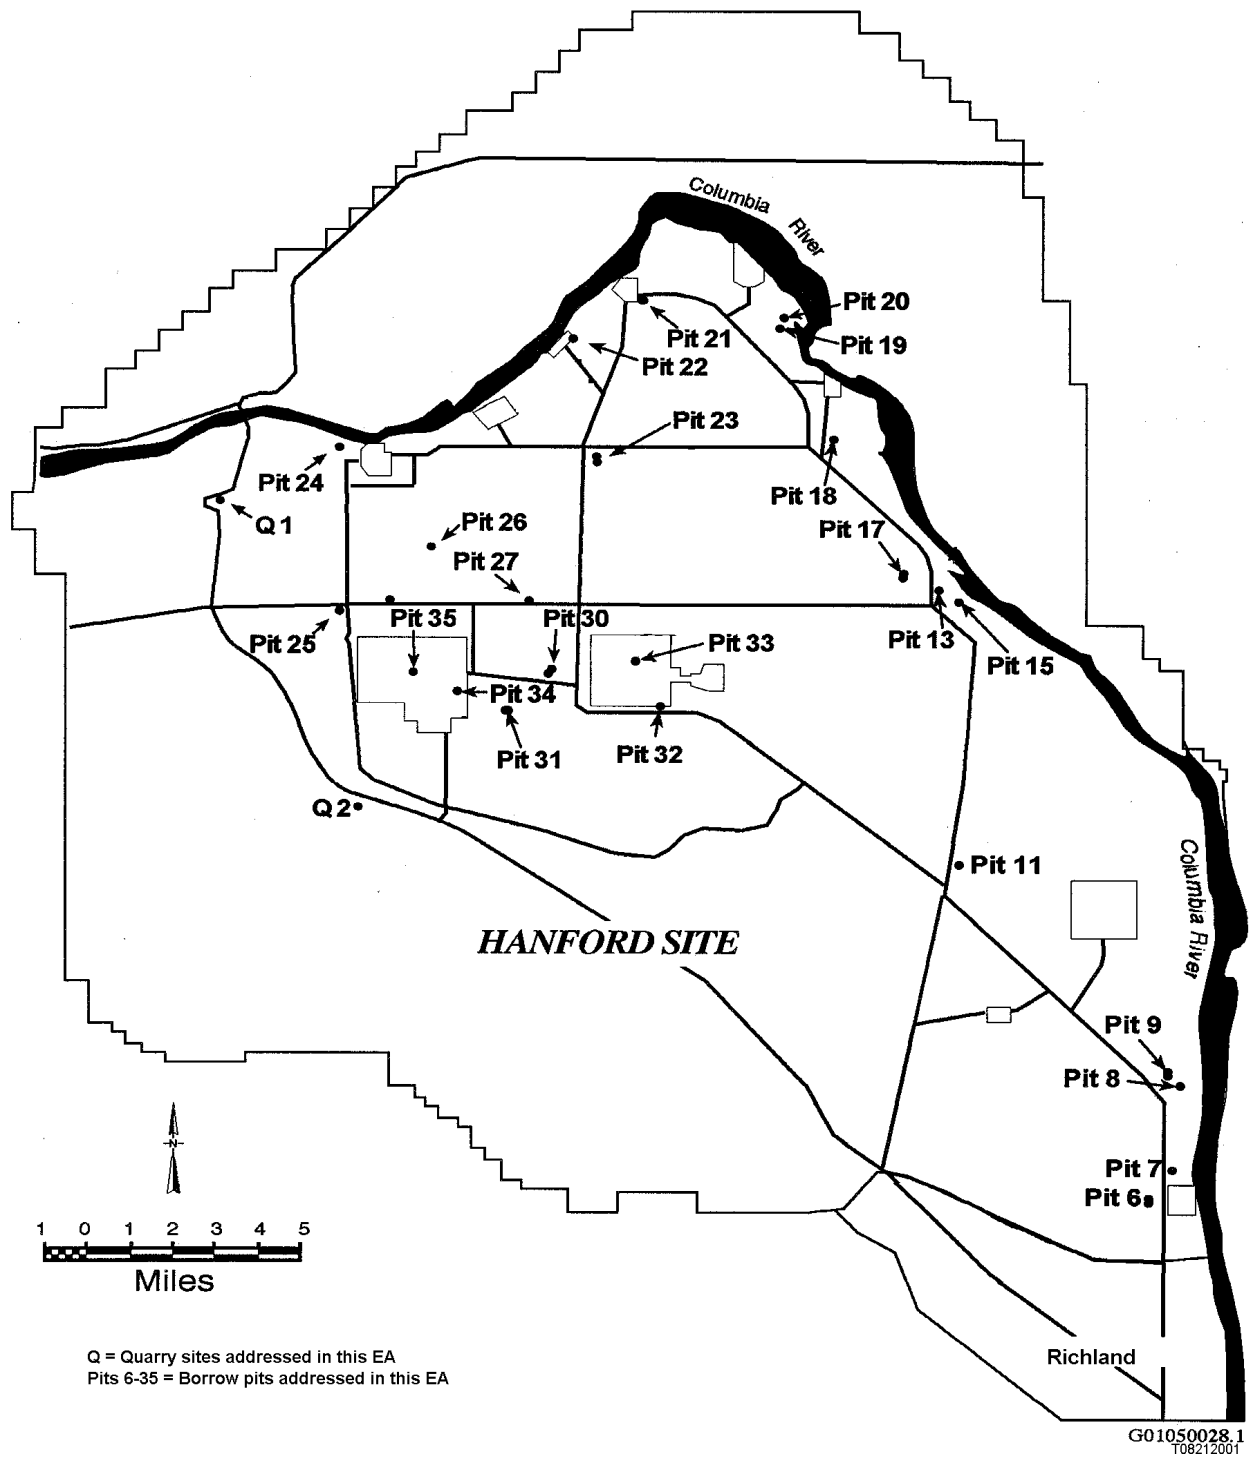 Columbia
River
Pit 20
Pit 21
Pit 19
Pit 22
Pit 23
Pit 24
Pit 18
Q 1
Pit 26
Pit 17
Pit 27
Pit 35
Pit 30
Pit 25
Pit 33
Pit 13
Pit 15
Pit 34
Pit 31
Pit 32
Q 2
Pit 11
Columbia River
HANFORD SITE
Pit 9
Pit 8
N
Pit 7
Pit 6
1 0 1 2 3 4 5
Miles
Richland
Q = Quarry sites addressed in this EA
Pits 6-35 = Borrow pits addressed in this EA
G01050028.1
T08212001